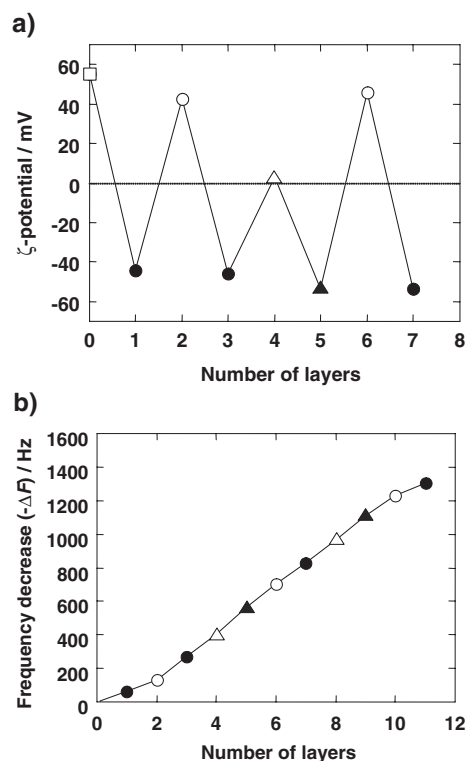 a)
60
40
20
0
-20
-40
-60
ζ-potential / mV
0 1 2 3 4 5 6 7 8
Number of layers
b)
1600
1400
1200
1000
800
600
400
200
0
Frequency decrease (-ΔF) / Hz
0 2 4 6 8 10 12
Number of layers